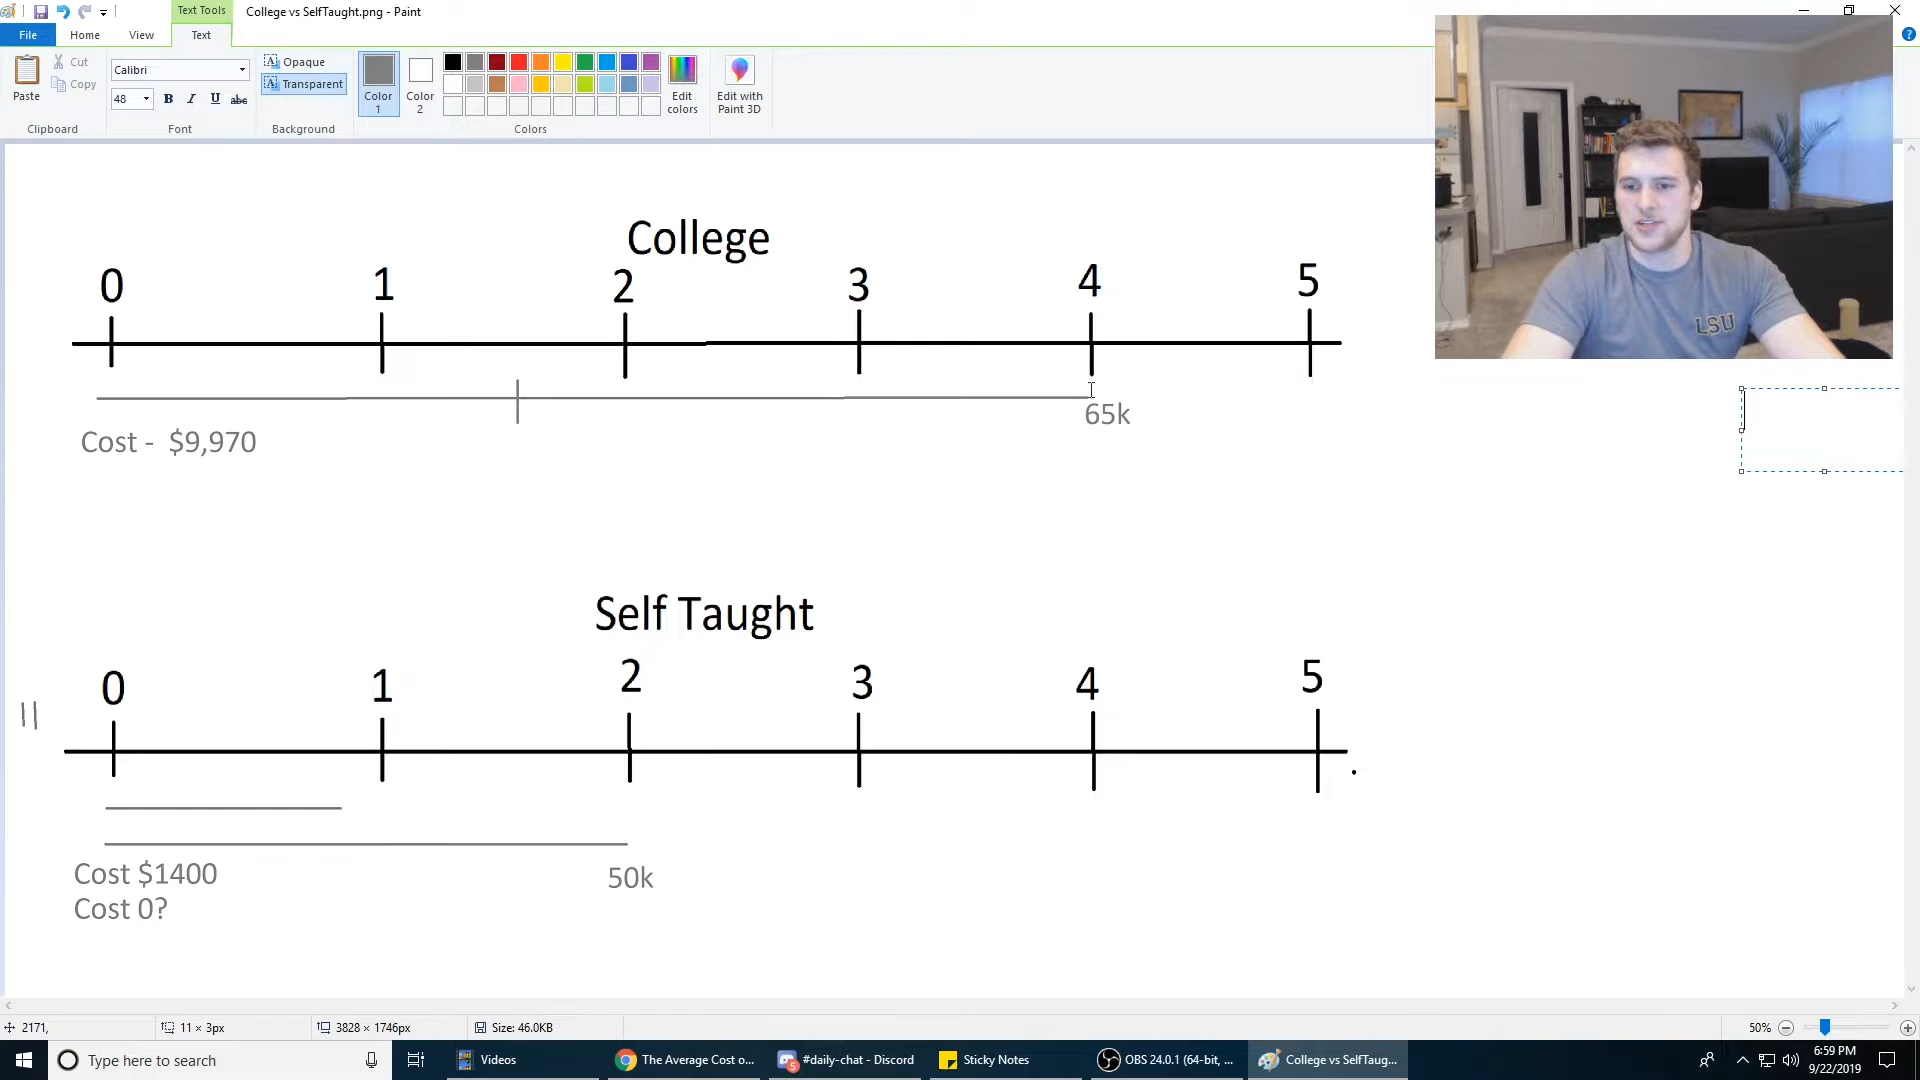 Text Tools
College vs SelfTaught.png - Paint
File
Home
View
Text
Paste
Cut
Copy
Clipboard
Calibri
48
B I U abc
Font
A Opaque
A Transparent
Background
Color 1
Color 2
Edit colors
Colors
Edit with Paint 3D
LSU
College
0 1 2 3 4 5
65k
Cost - $9,970
Self Taught
0 1 2 3 4 5
Cost $1400
50k
Cost 0?
2171,
11 × 3px
3828 × 1746px
Size: 46.0KB
50%
Type here to search
Videos
The Average Cost o...
#daily-chat - Discord
Sticky Notes
OBS 24.0.1 (64-bit, ...
College vs SelfTaug...
6:59 PM
9/22/2019